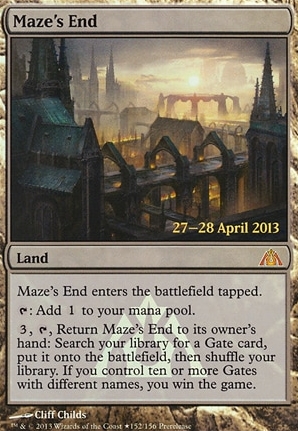 Maze's End
27–28 April 2013
Land
Maze's End enters the battlefield tapped.
: Add 1 to your mana pool.
3, , Return Maze's End to its owner's
hand: Search your library for a Gate card,
put it onto the battlefield, then shuffle your
library. If you control ten or more Gates
with different names, you win the game.
Cliff Childs
™ & © 2013 Wizards of the Coast ★152/156 Prerelease